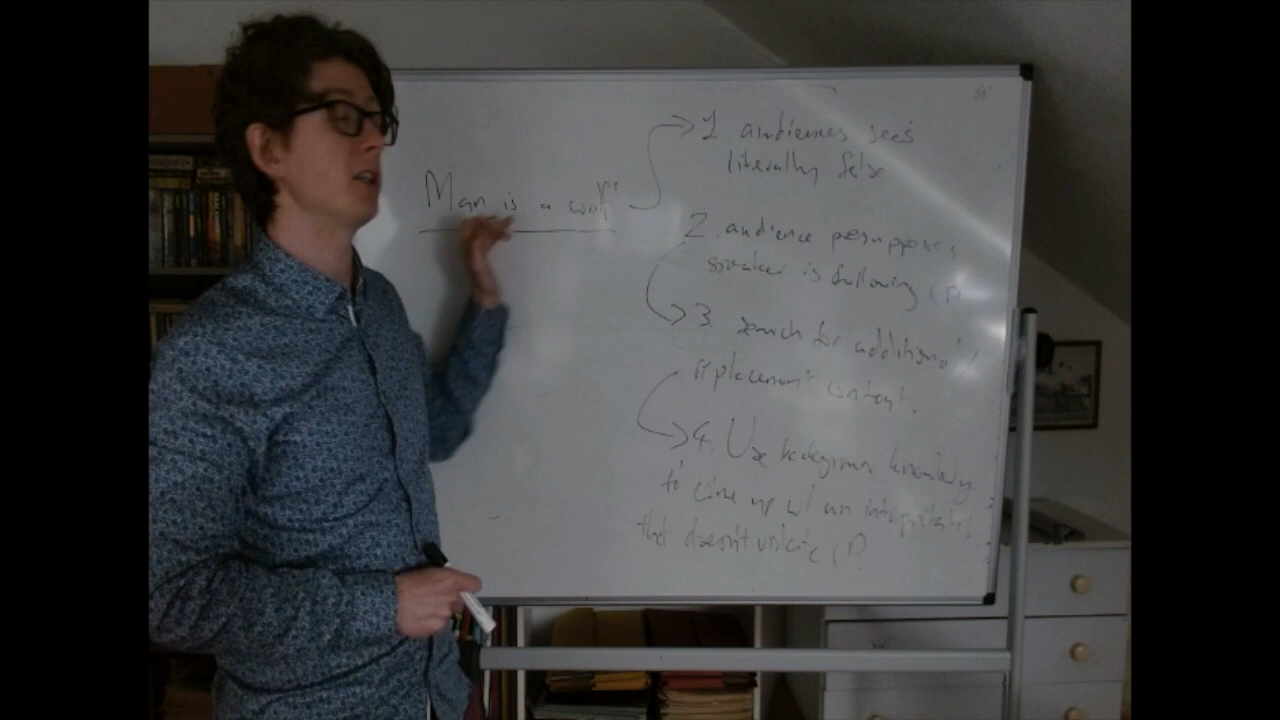 Man is a wolf
1 audiences sees
literally false
2. audience presupposes
speaker is following CP
3. search for additional /
replacement content.
4. Use background knowledge
to come up w/ an interpretation
that doesn't violate CP.